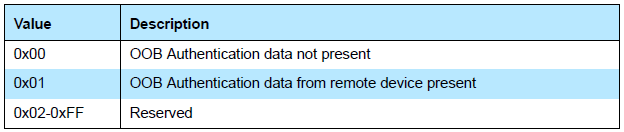 Value Description
0x00 OOB Authentication data not present
0x01 OOB Authentication data from remote device present
0x02-0xFF Reserved